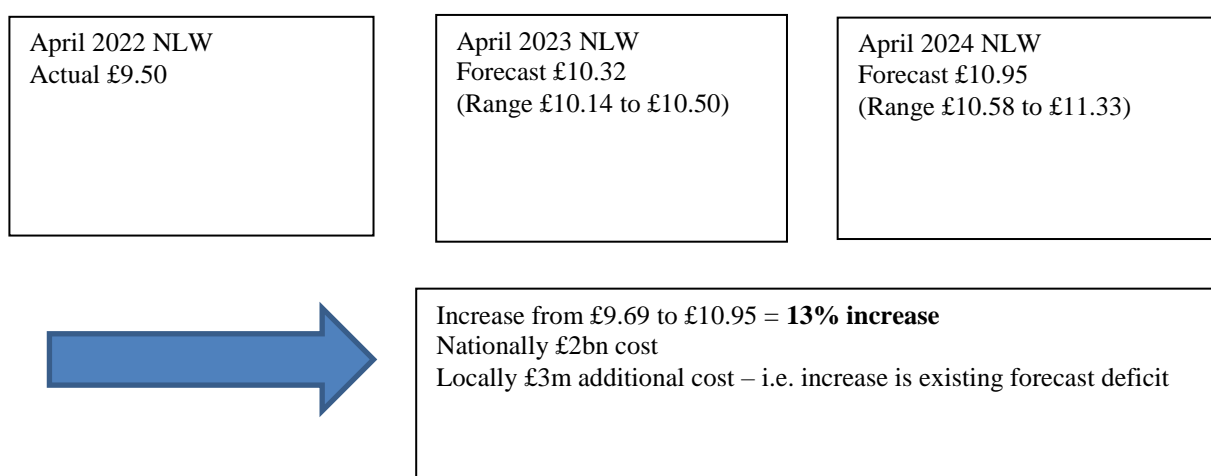 April 2022 NLW
Actual £9.50
April 2023 NLW
Forecast £10.32
(Range £10.14 to £10.50)
April 2024 NLW
Forecast £10.95
(Range £10.58 to £11.33)
Increase from £9.69 to £10.95 = 13% increase
Nationally £2bn cost
Locally £3m additional cost – i.e. increase is existing forecast deficit